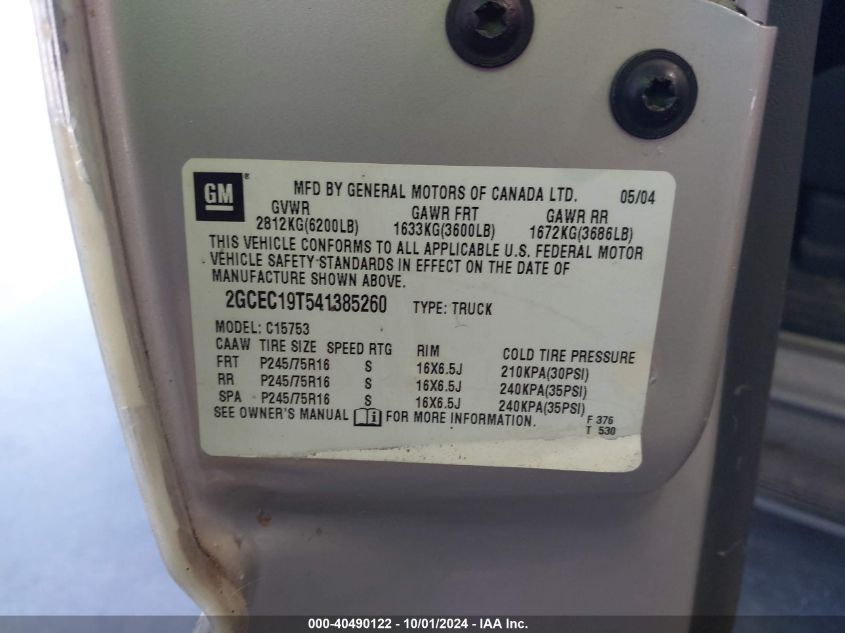 GM
MFD BY GENERAL MOTORS OF CANADA LTD. 05/04
GVWR GAWR FRT GAWR RR
2812KG(6200LB) 1633KG(3600LB) 1672KG(3686LB)
THIS VEHICLE CONFORMS TO ALL APPLICABLE U.S. FEDERAL MOTOR
VEHICLE SAFETY STANDARDS IN EFFECT ON THE DATE OF
MANUFACTURE SHOWN ABOVE.
2GCEC19T541385260 TYPE: TRUCK
MODEL: C15753
CAAW TIRE SIZE SPEED RTG RIM COLD TIRE PRESSURE
FRT P245/75R16 S 16X6.5J 210KPA(30PSI)
RR P245/75R16 S 16X6.5J 240KPA(35PSI)
SPA P245/75R16 S 16X6.5J 240KPA(35PSI)
SEE OWNER'S MANUAL i FOR MORE INFORMATION. F 376
T 530
000-40490122 - 10/01/2024 - IAA Inc.